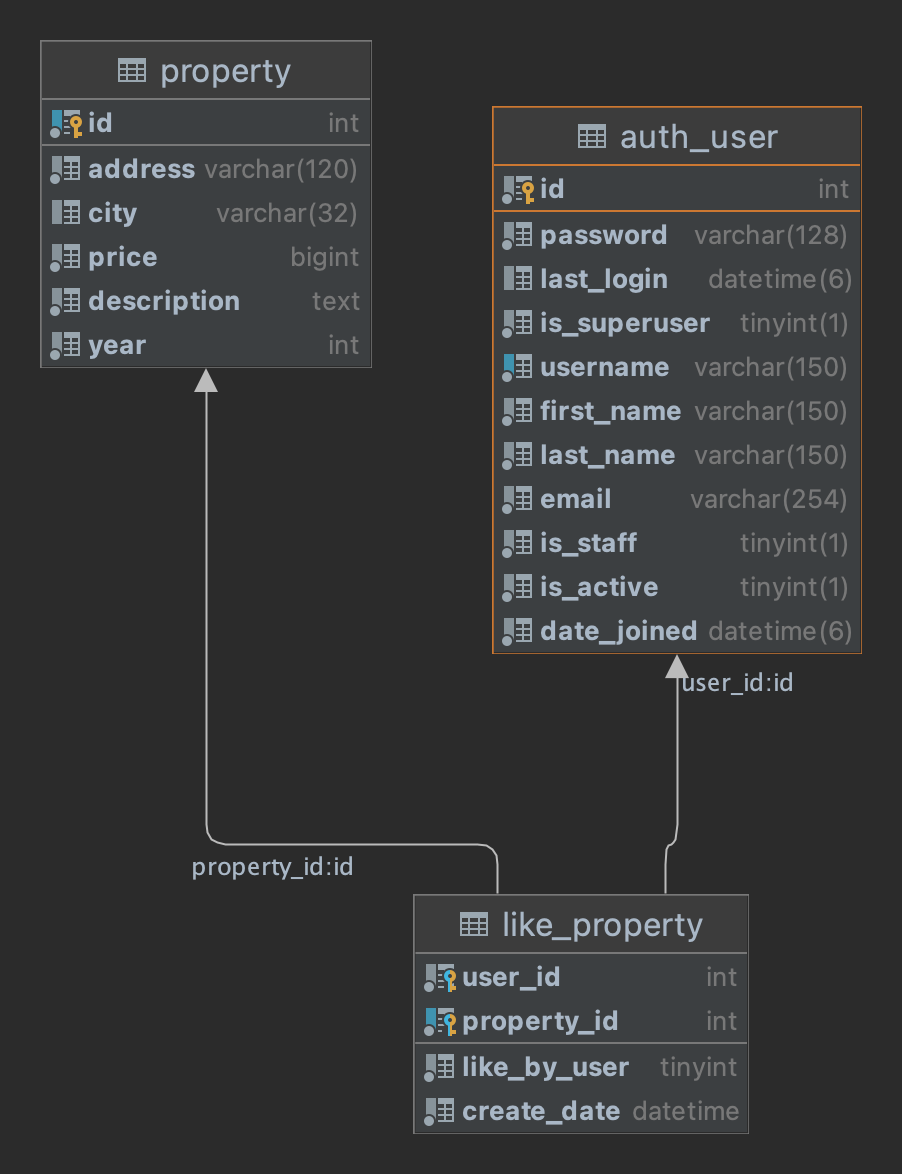 property
id int
address varchar(120)
city varchar(32)
price bigint
description text
year int
auth_user
id int
password varchar(128)
last_login datetime(6)
is_superuser tinyint(1)
username varchar(150)
first_name varchar(150)
last_name varchar(150)
email varchar(254)
is_staff tinyint(1)
is_active tinyint(1)
date_joined datetime(6)
user_id:id
property_id:id
like_property
user_id int
property_id int
like_by_user tinyint
create_date datetime